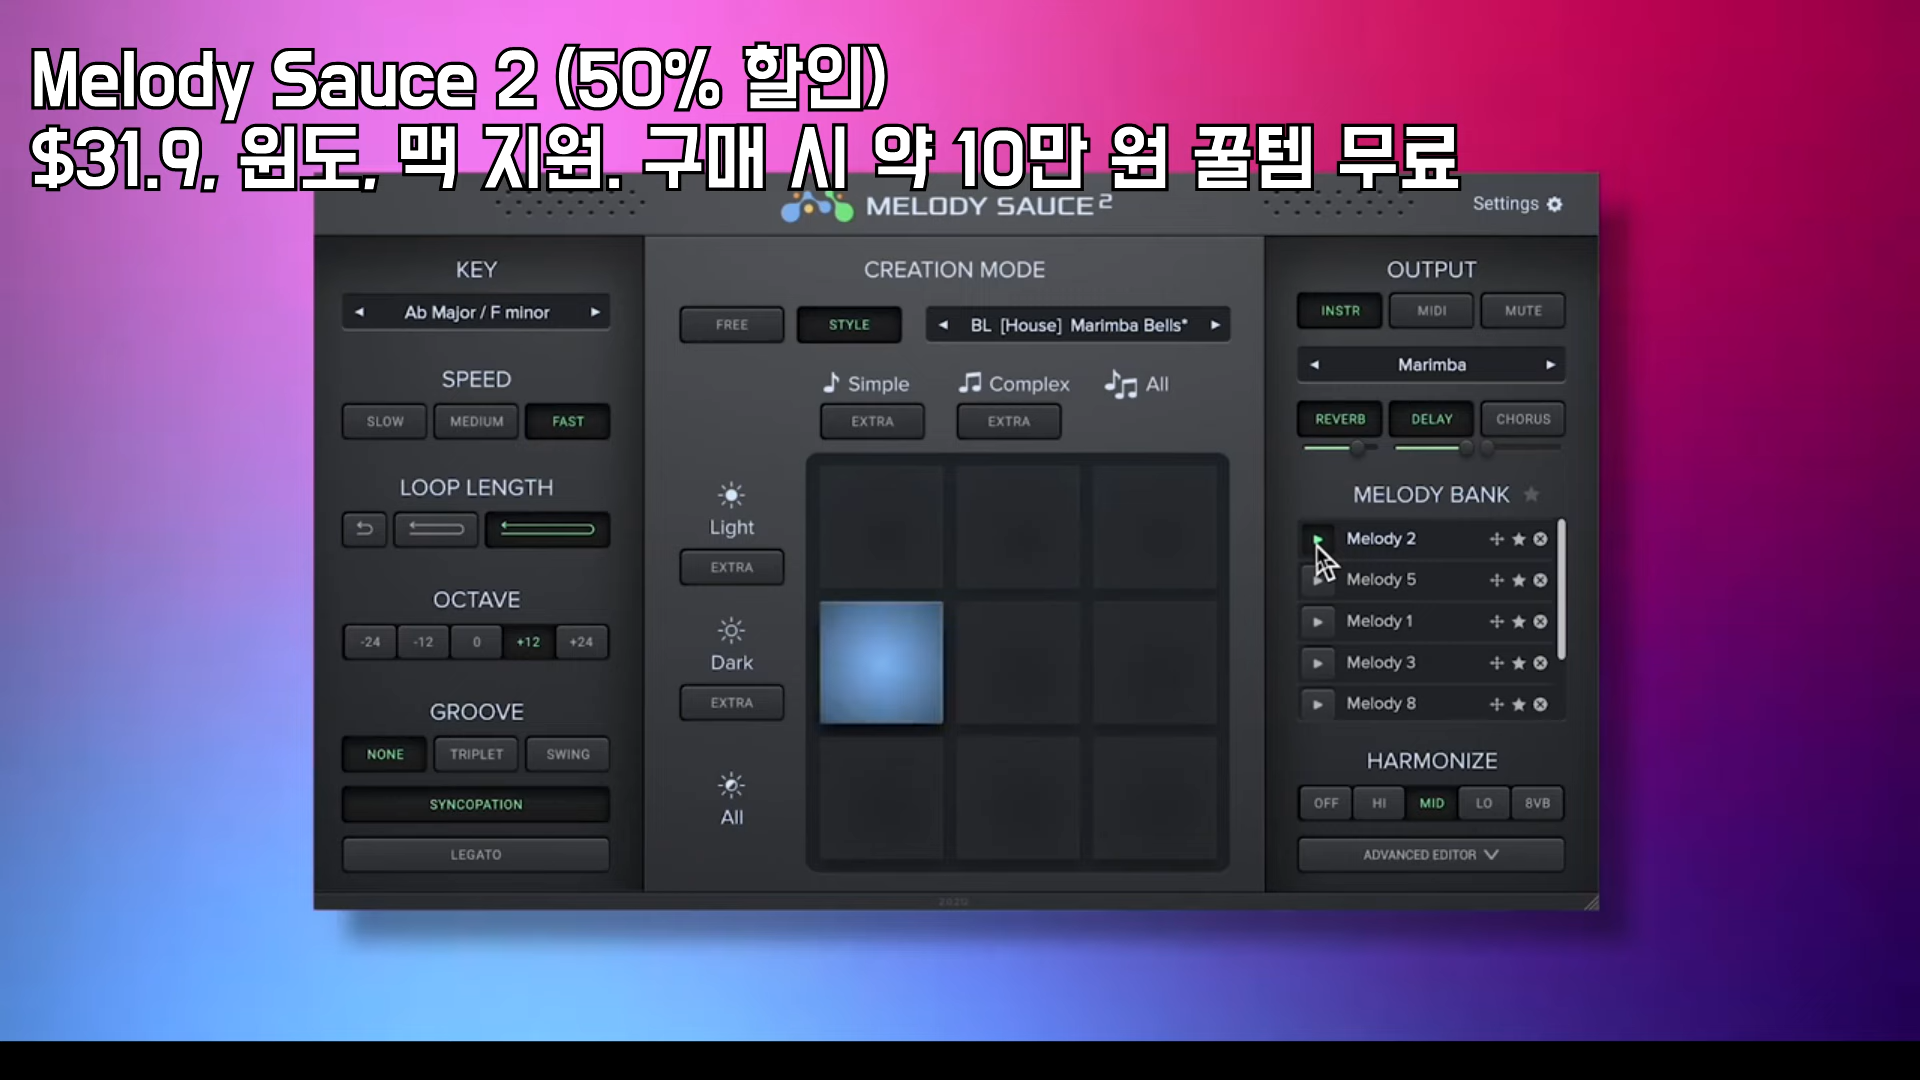 Melody Sauce 2 (50% 할인)
$31.9, 윈도, 맥 지원. 구매 시 약 10만 원 꿀템 무료
MELODY SAUCE 2
Settings
KEY
Ab Major / F minor
SPEED
SLOW MEDIUM FAST
LOOP LENGTH
OCTAVE
-24 -12 0 +12 +24
GROOVE
NONE TRIPLET SWING
SYNCOPATION
LEGATO
CREATION MODE
FREE STYLE BL [House] Marimba Bells*
Simple Complex All
EXTRA EXTRA
Light
EXTRA
Dark
EXTRA
All
OUTPUT
INSTR MIDI MUTE
Marimba
REVERB DELAY CHORUS
MELODY BANK
Melody 2
Melody 5
Melody 1
Melody 3
Melody 8
HARMONIZE
OFF HI MID LO 8VB
ADVANCED EDITOR